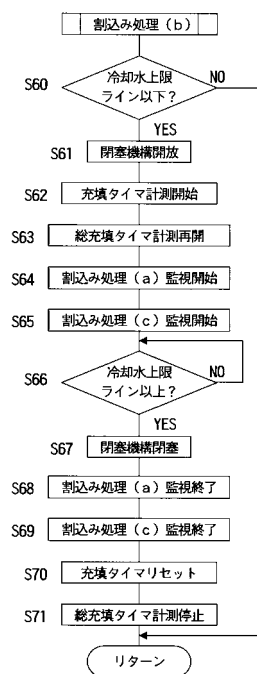 割込み処理（b）
S60
冷却水上限
ライン以下？
NO
YES
S61
閉塞機構開放
S62
充填タイマ計測開始
S63
総充填タイマ計測再開
S64
割込み処理（a）監視開始
S65
割込み処理（c）監視開始
S66
冷却水上限
ライン以上？
NO
YES
S67
閉塞機構閉塞
S68
割込み処理（a）監視終了
S69
割込み処理（c）監視終了
S70
充填タイマリセット
S71
総充填タイマ計測停止
リターン